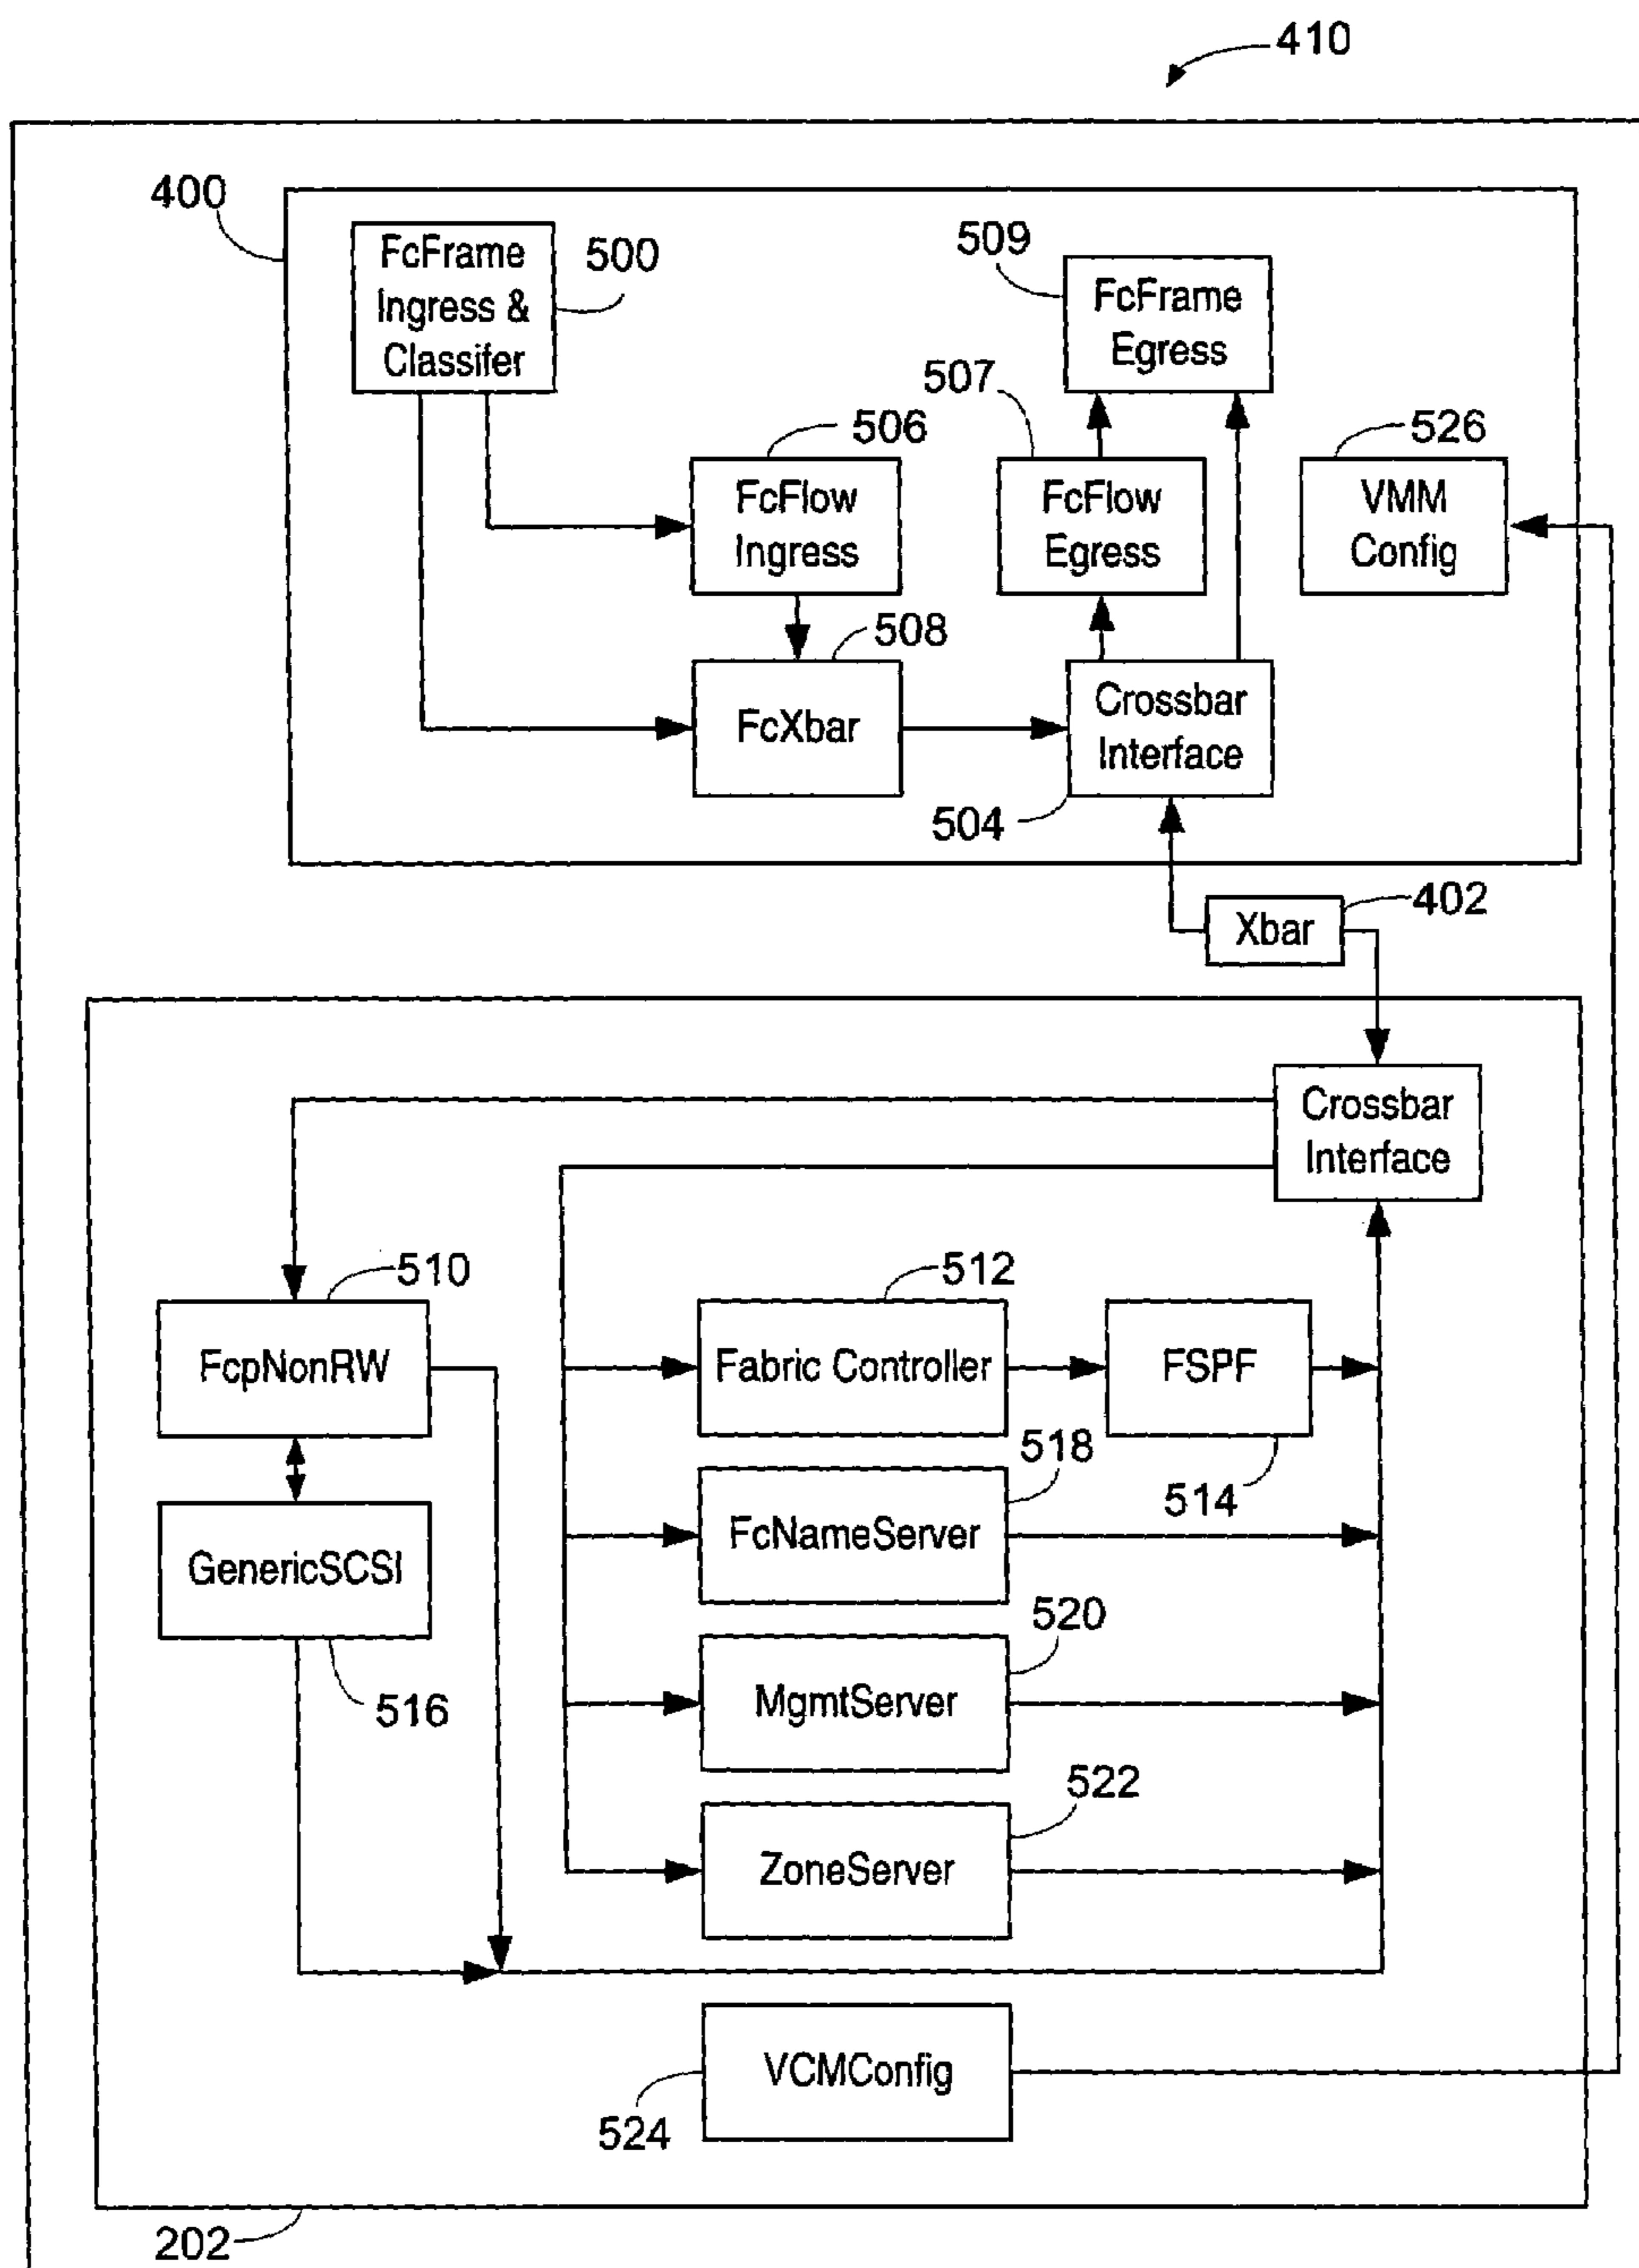 410
400
FcFrame
Ingress &
Classifer
500
509
FcFrame
Egress
507
506
526
FcFlow
Ingress
FcFlow
Egress
VMM
Config
508
FcXbar
Crossbar
Interface
504
402
Xbar
Crossbar
Interface
510
512
FcpNonRW
Fabric Controller
FSPF
518
514
GenericSCSI
FcNameServer
516
520
MgmtServer
522
ZoneServer
VCMConfig
524
202